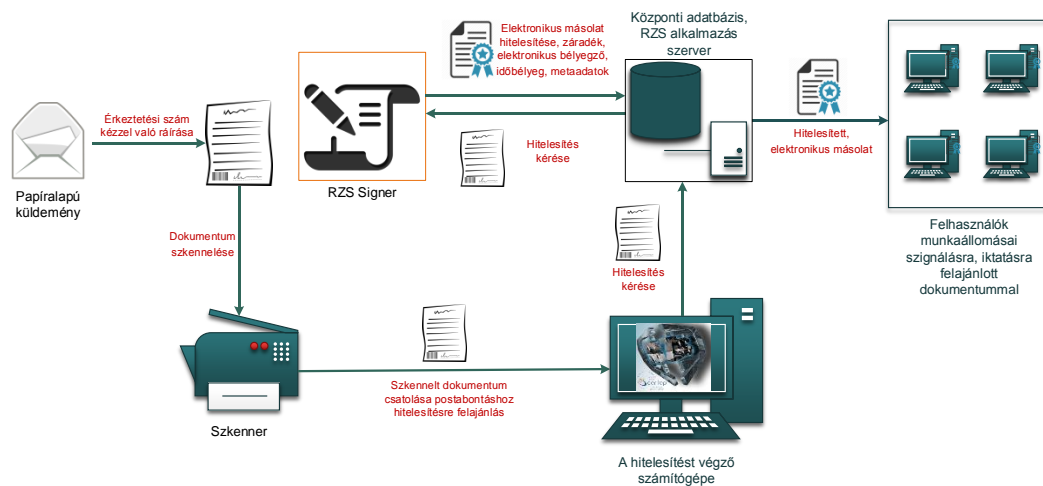 Elektronikus másolat
hitelesítése, záradék,
elektronikus bélyegző,
időbélyeg, metaadatok
Központi adatbázis,
RZS alkalmazás
szerver
Érkeztetési szám
kézzel való ráírása
Hitelesítés
kérése
Hitelesített,
elektronikus másolat
Papíralapú
küldemény
RZS Signer
Felhasználók
munkaállomásai
szignálásra, iktatásra
felajánlott
dokumentummal
Dokumentum
szkennelése
Hitelesítés
kérése
Szkennelt dokumentum
csatolása postabontáshoz
hitelesítésre felajánlás
Szkenner
A hitelesítést végző
számítógépe